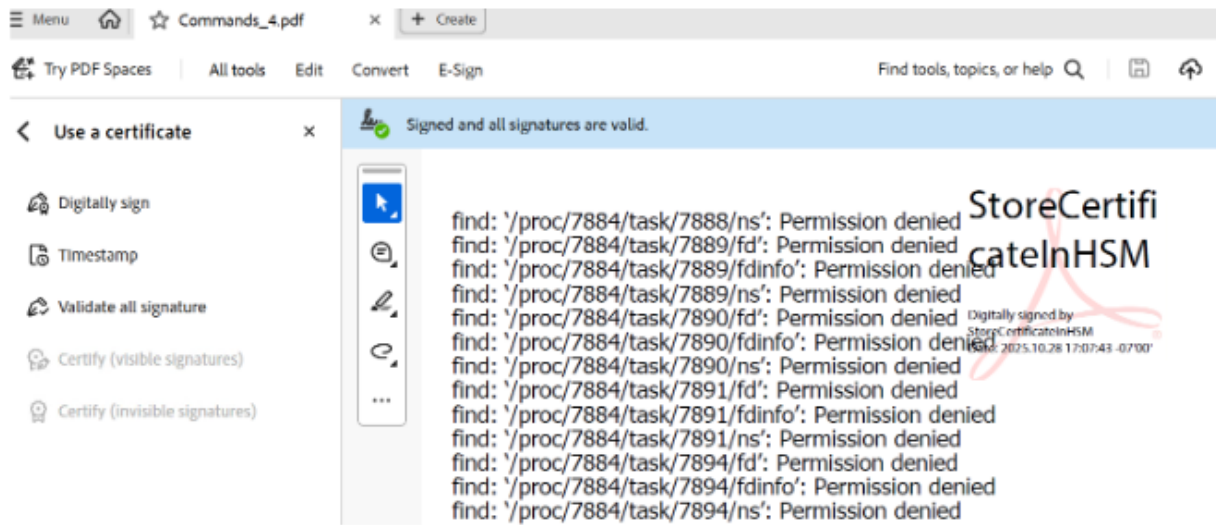 Menu
Commands_4.pdf
×
+ Create
Try PDF Spaces
All tools
Edit
Convert
E-Sign
Find tools, topics, or help
Use a certificate
×
Signed and all signatures are valid.
Digitally sign
Timestamp
Validate all signature
Certify (visible signatures)
Certify (invisible signatures)
find: '/proc/7884/task/7888/ns': Permission denied
find: '/proc/7884/task/7889/fd': Permission denied
find: '/proc/7884/task/7889/fdinfo': Permission denied
find: '/proc/7884/task/7889/ns': Permission denied
find: '/proc/7884/task/7890/fd': Permission denied
find: '/proc/7884/task/7890/fdinfo': Permission denied
find: '/proc/7884/task/7890/ns': Permission denied
find: '/proc/7884/task/7891/fd': Permission denied
find: '/proc/7884/task/7891/fdinfo': Permission denied
find: '/proc/7884/task/7891/ns': Permission denied
find: '/proc/7884/task/7894/fd': Permission denied
find: '/proc/7884/task/7894/fdinfo': Permission denied
find: '/proc/7884/task/7894/ns': Permission denied
StoreCertifi
cateInHSM
Digitally signed by
StoreCertificateInHSM
Date: 2025.10.28 17:07:43 -07'00'